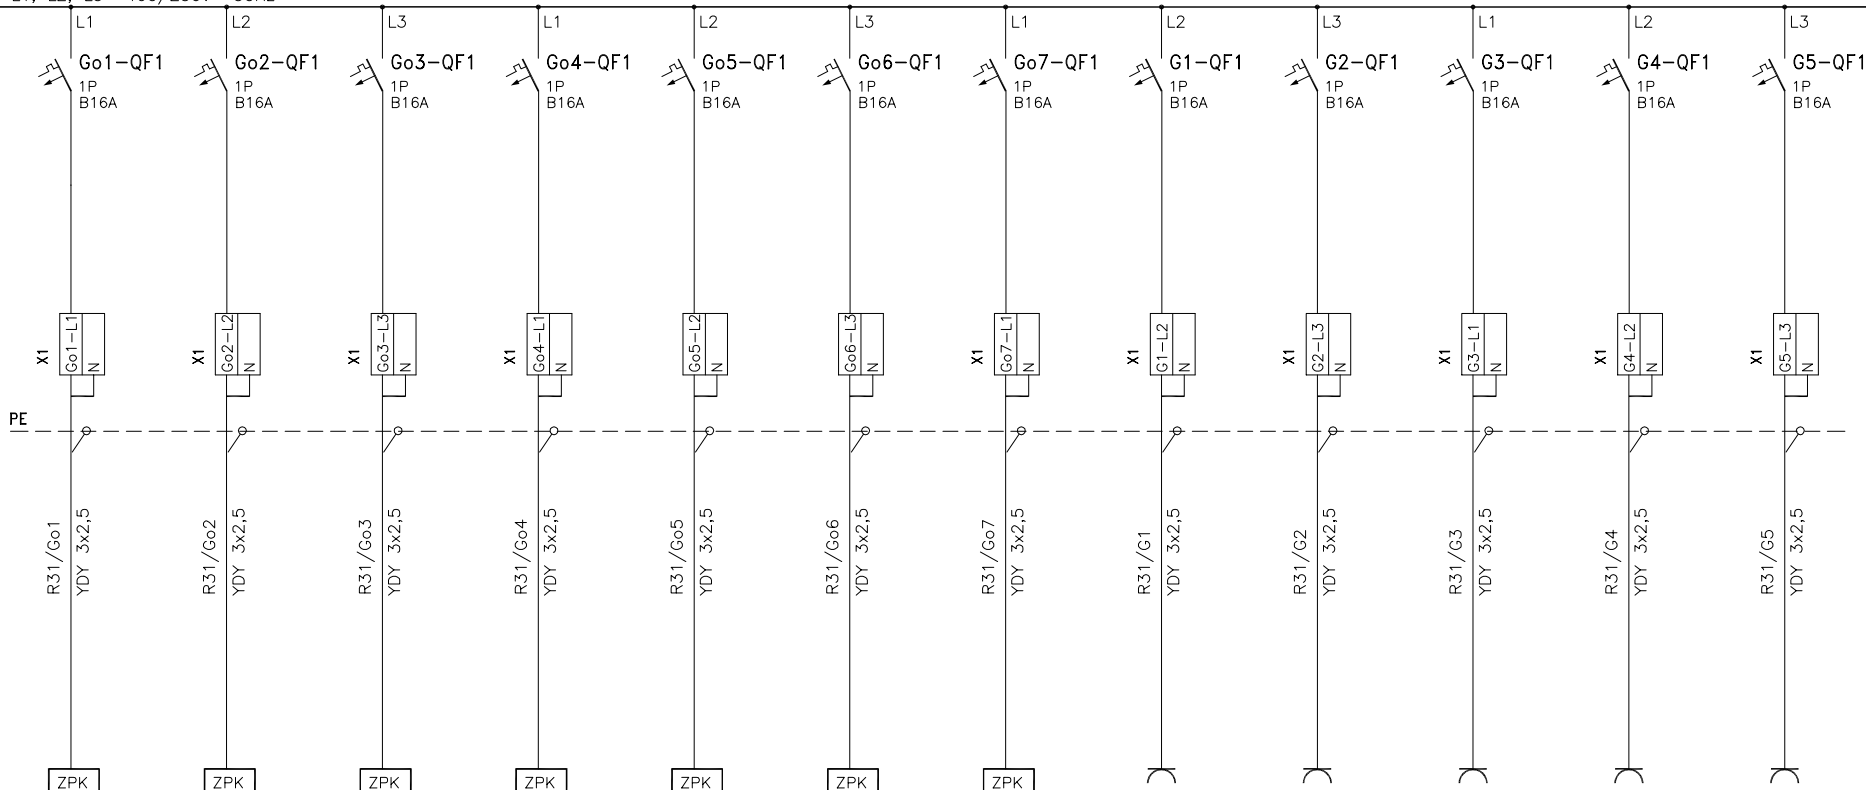 L1 L2 L3 L1 L2 L3 L1 L2 L3 L1 L2 L3
Go1-QF1 Go2-QF1 Go3-QF1 Go4-QF1 Go5-QF1 Go6-QF1 Go7-QF1 G1-QF1 G2-QF1 G3-QF1 G4-QF1 G5-QF1
1P 1P 1P 1P 1P 1P 1P 1P 1P 1P 1P 1P
B16A B16A B16A B16A B16A B16A B16A B16A B16A B16A B16A B16A
X1 Go1-L1 N
X1 Go2-L2 N
X1 Go3-L3 N
X1 Go4-L1 N
X1 Go5-L2 N
X1 Go6-L3 N
X1 Go7-L1 N
X1 G1-L2 N
X1 G2-L3 N
X1 G3-L1 N
X1 G4-L2 N
X1 G5-L3 N
PE
R31/Go1
YDY 3x2,5
R31/Go2
YDY 3x2,5
R31/Go3
YDY 3x2,5
R31/Go4
YDY 3x2,5
R31/Go5
YDY 3x2,5
R31/Go6
YDY 3x2,5
R31/Go7
YDY 3x2,5
R31/G1
YDY 3x2,5
R31/G2
YDY 3x2,5
R31/G3
YDY 3x2,5
R31/G4
YDY 3x2,5
R31/G5
YDY 3x2,5
ZPK ZPK ZPK ZPK ZPK ZPK ZPK